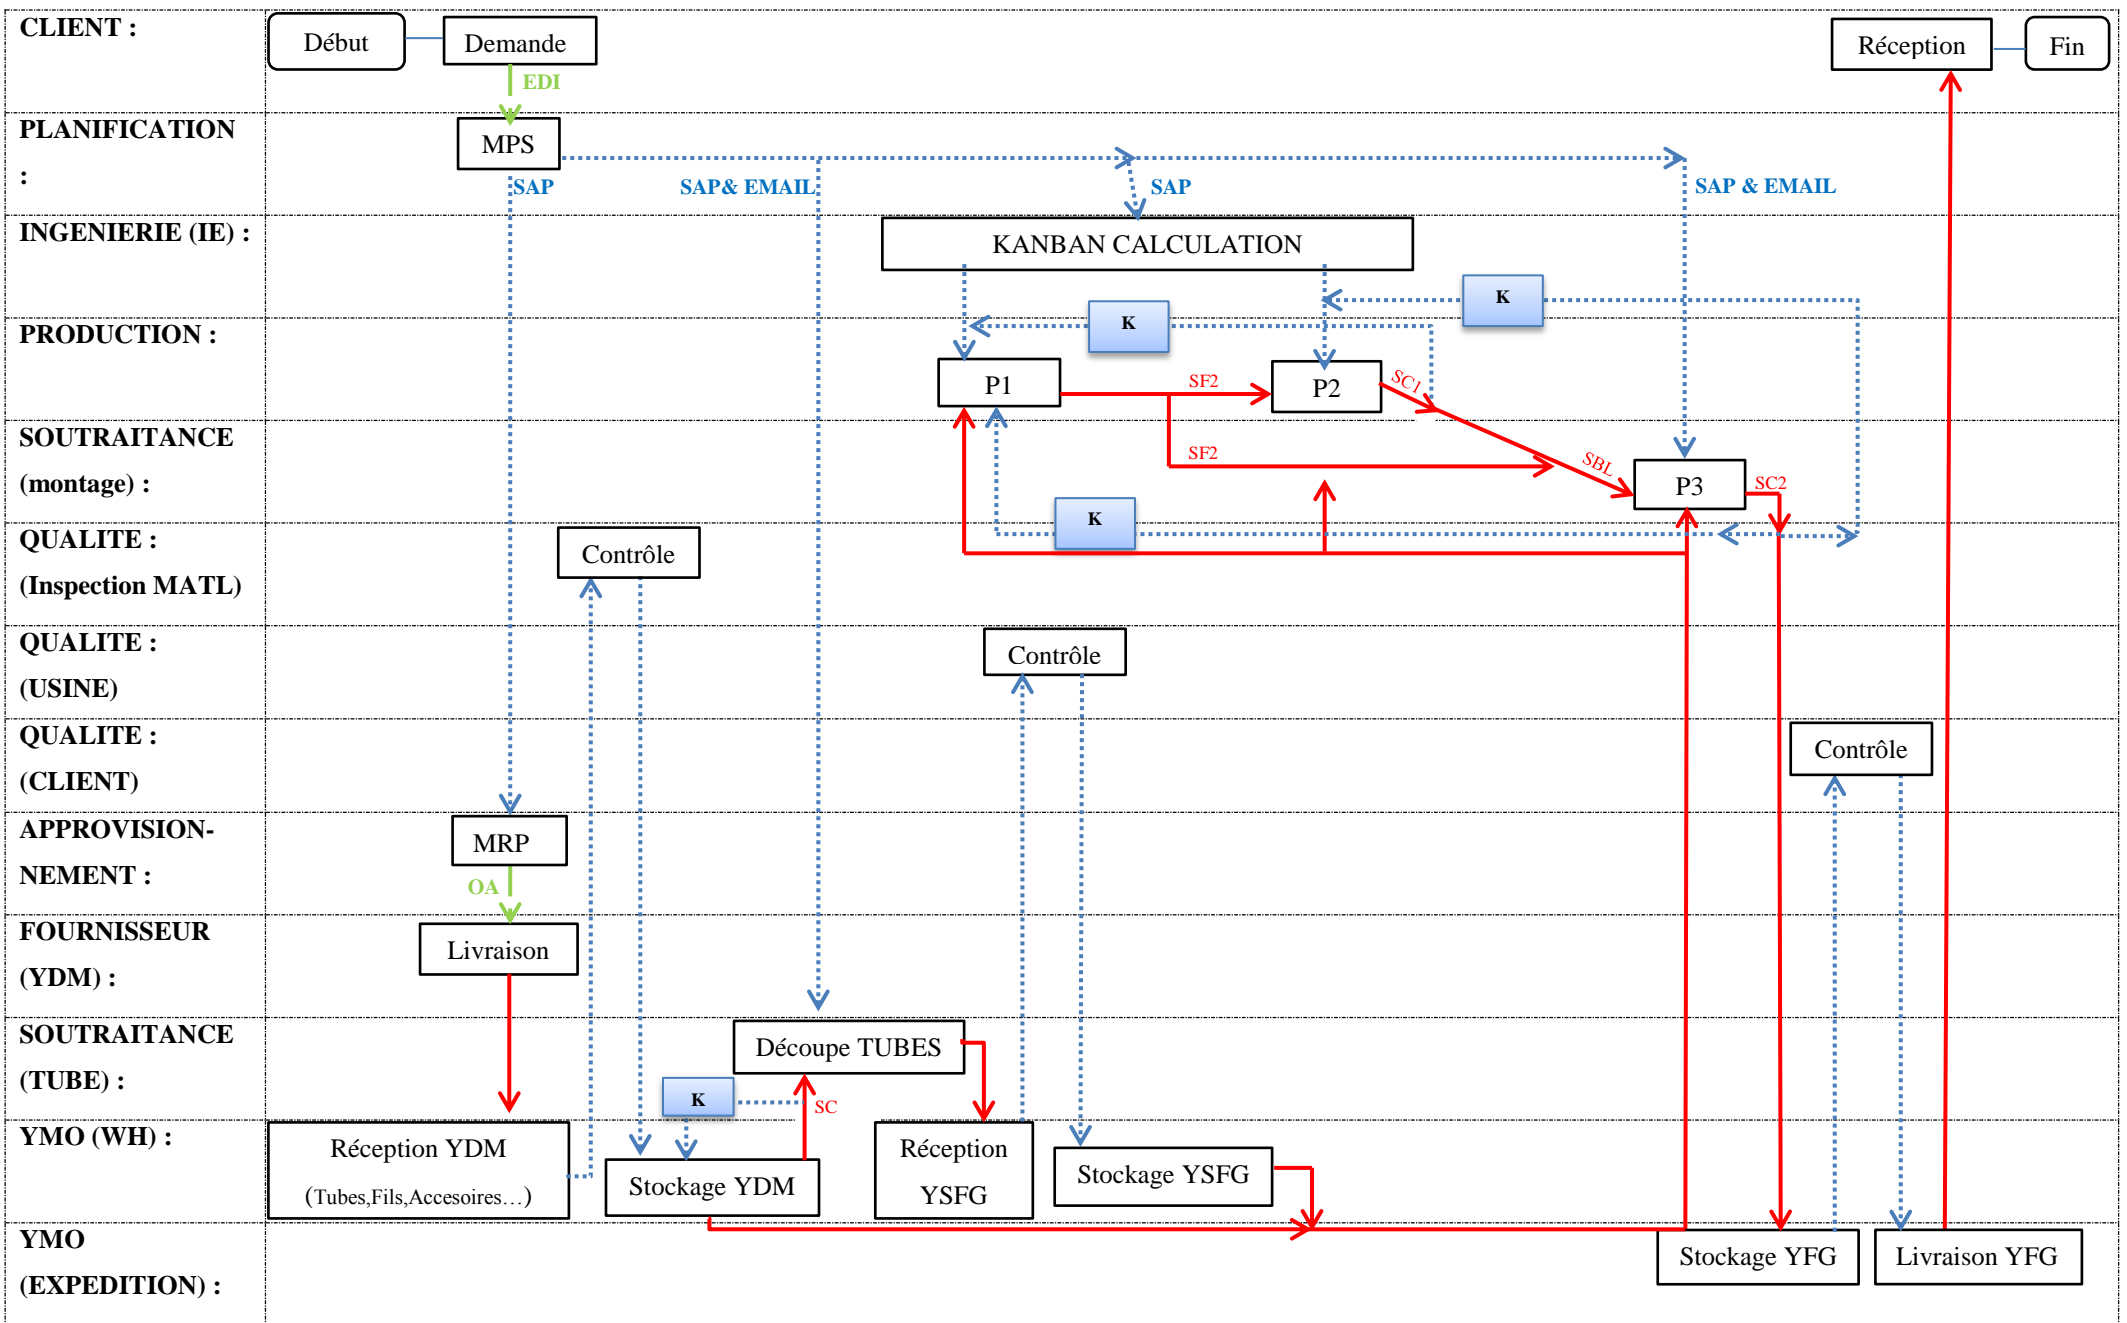 CLIENT :
Début
Demande
Réception
Fin
EDI
PLANIFICATION
:
MPS
SAP
SAP& EMAIL
SAP
SAP & EMAIL
INGENIERIE (IE) :
KANBAN CALCULATION
K
K
PRODUCTION :
P1
SF2
P2
SC1
SOUTRAITANCE
(montage) :
SF2
SBL
P3
SC2
K
QUALITE :
(Inspection MATL)
Contrôle
QUALITE :
(USINE)
Contrôle
QUALITE :
(CLIENT)
Contrôle
APPROVISION-
NEMENT :
MRP
OA
FOURNISSEUR
(YDM) :
Livraison
SOUTRAITANCE
(TUBE) :
Découpe TUBES
K
SC
YMO (WH) :
Réception YDM
(Tubes,Fils,Accesoires…)
Stockage YDM
Réception
YSFG
Stockage YSFG
YMO
(EXPEDITION) :
Stockage YFG
Livraison YFG